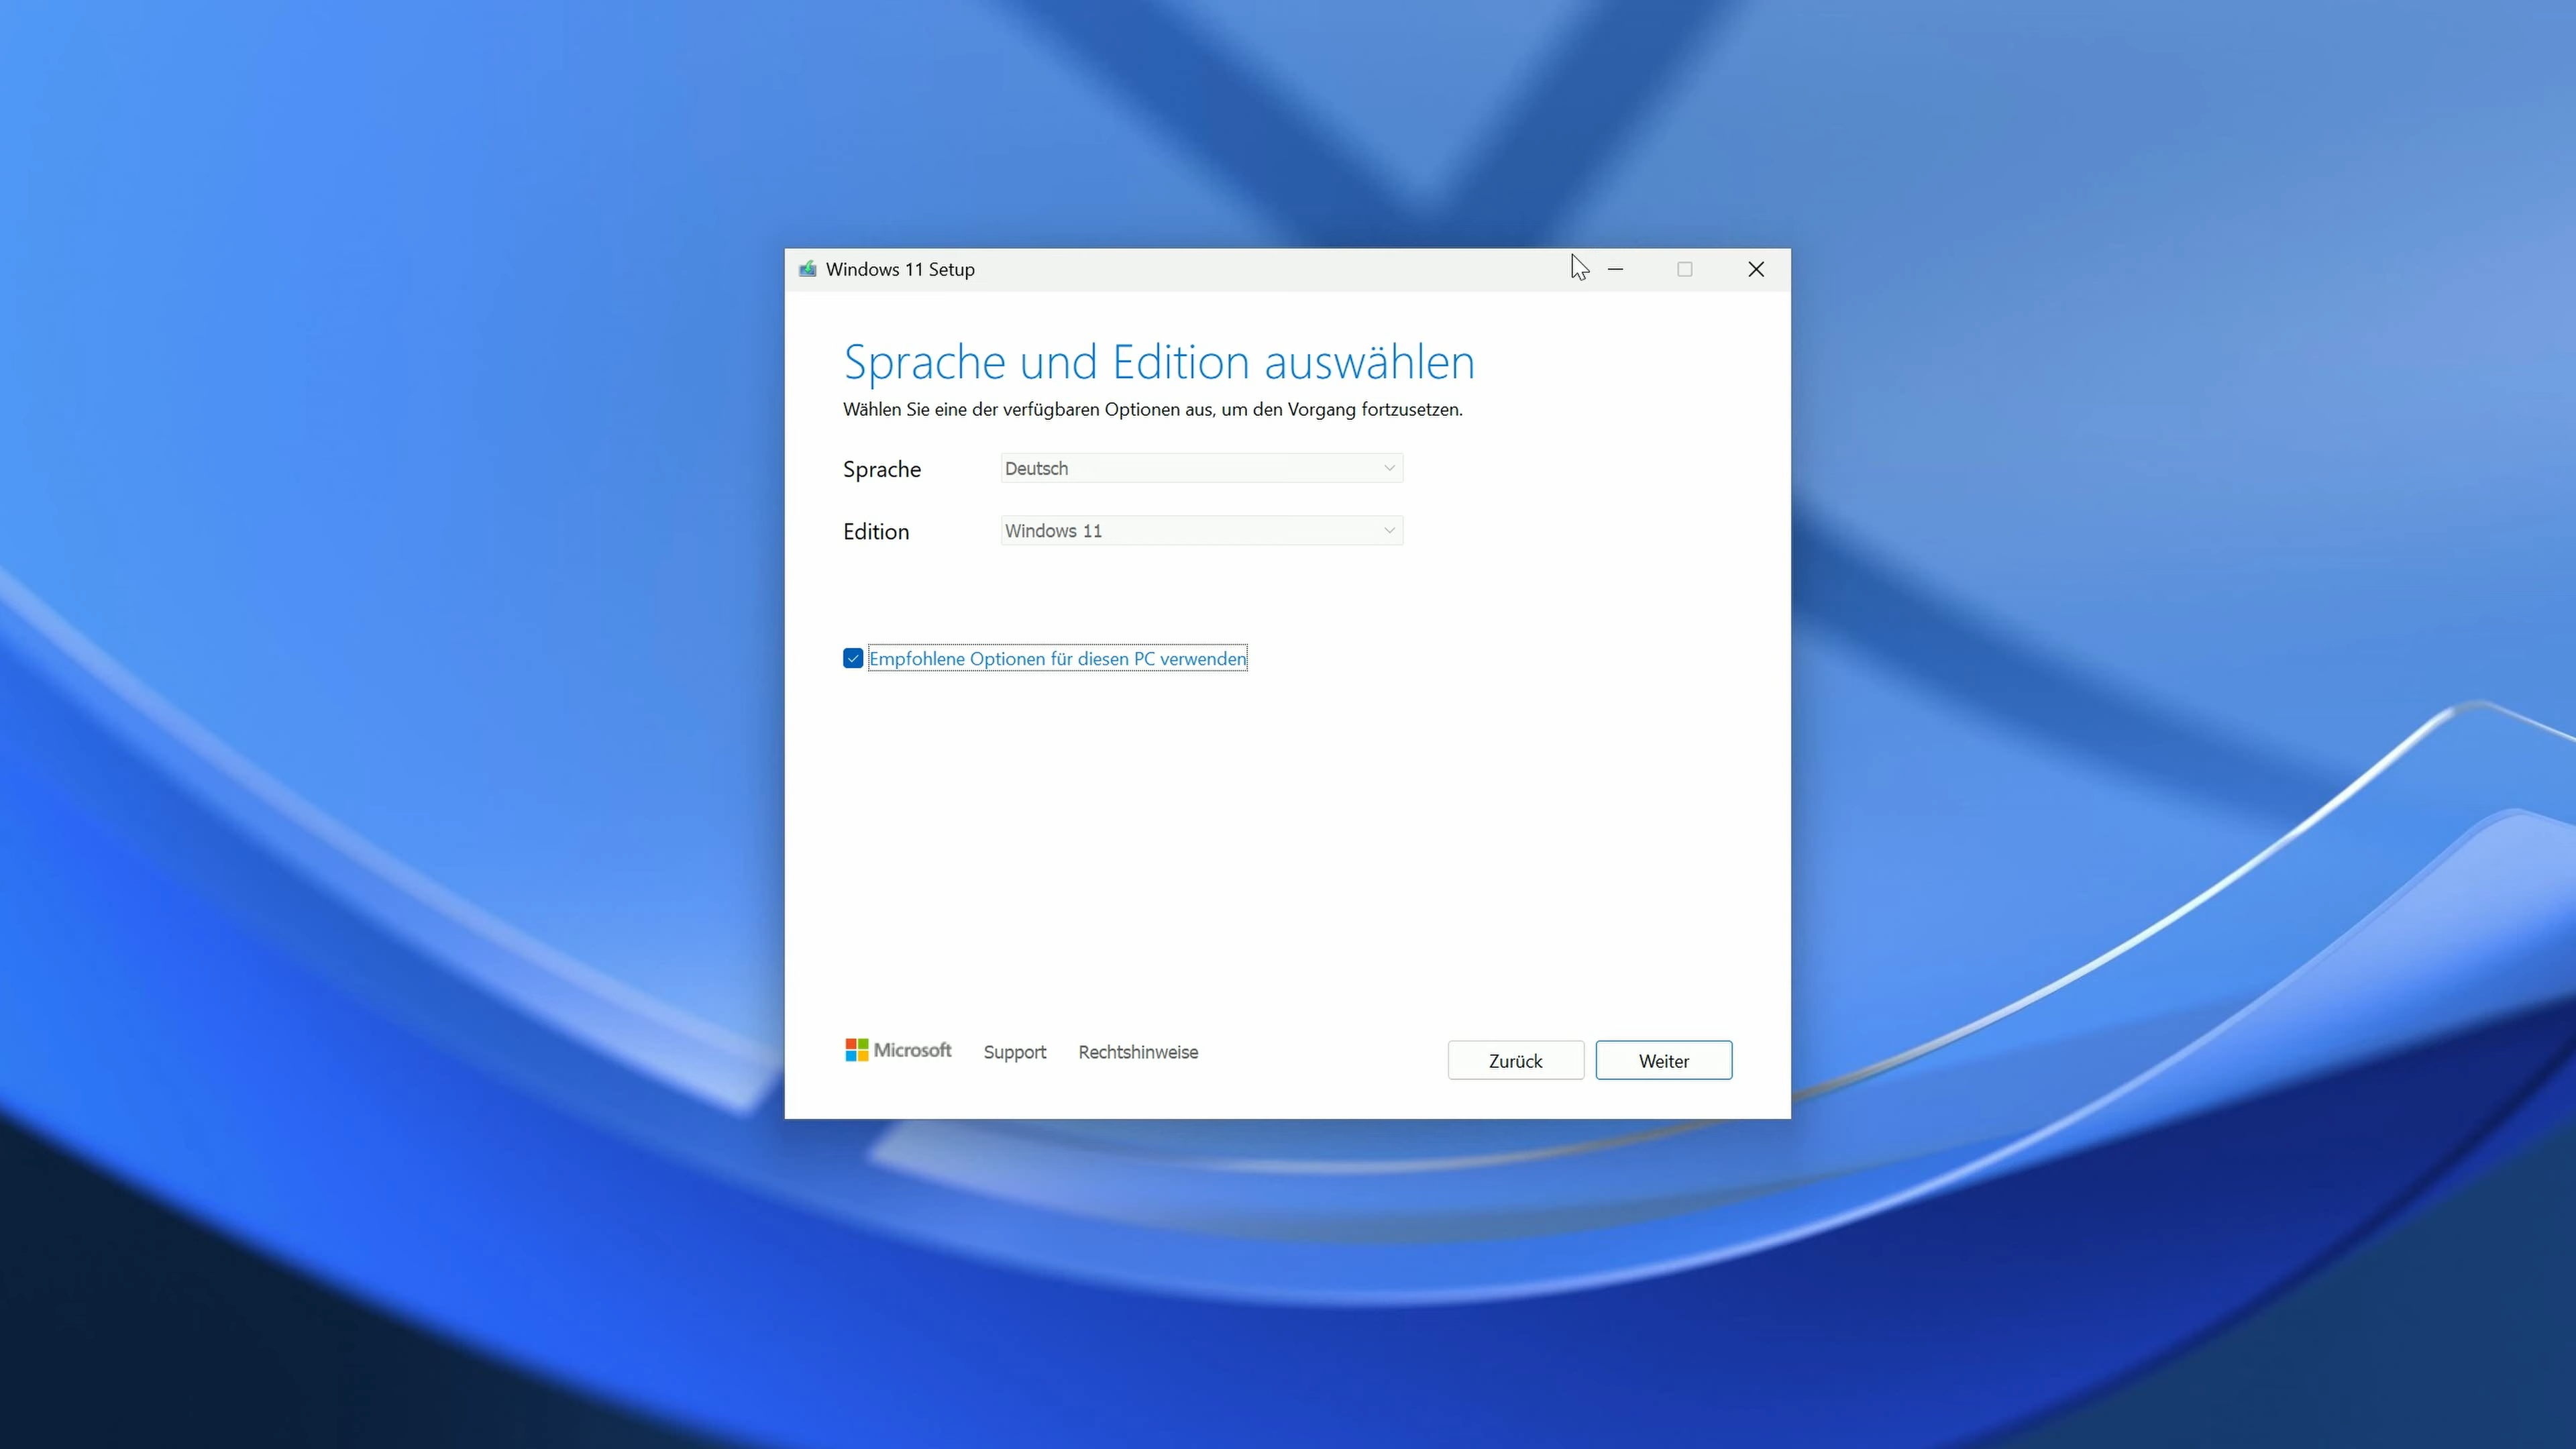 Windows 11 Setup
Sprache und Edition auswählen
Wählen Sie eine der verfügbaren Optionen aus, um den Vorgang fortzusetzen.
Sprache Deutsch
Edition Windows 11
Empfohlene Optionen für diesen PC verwenden
Microsoft Support Rechtshinweise Zurück Weiter